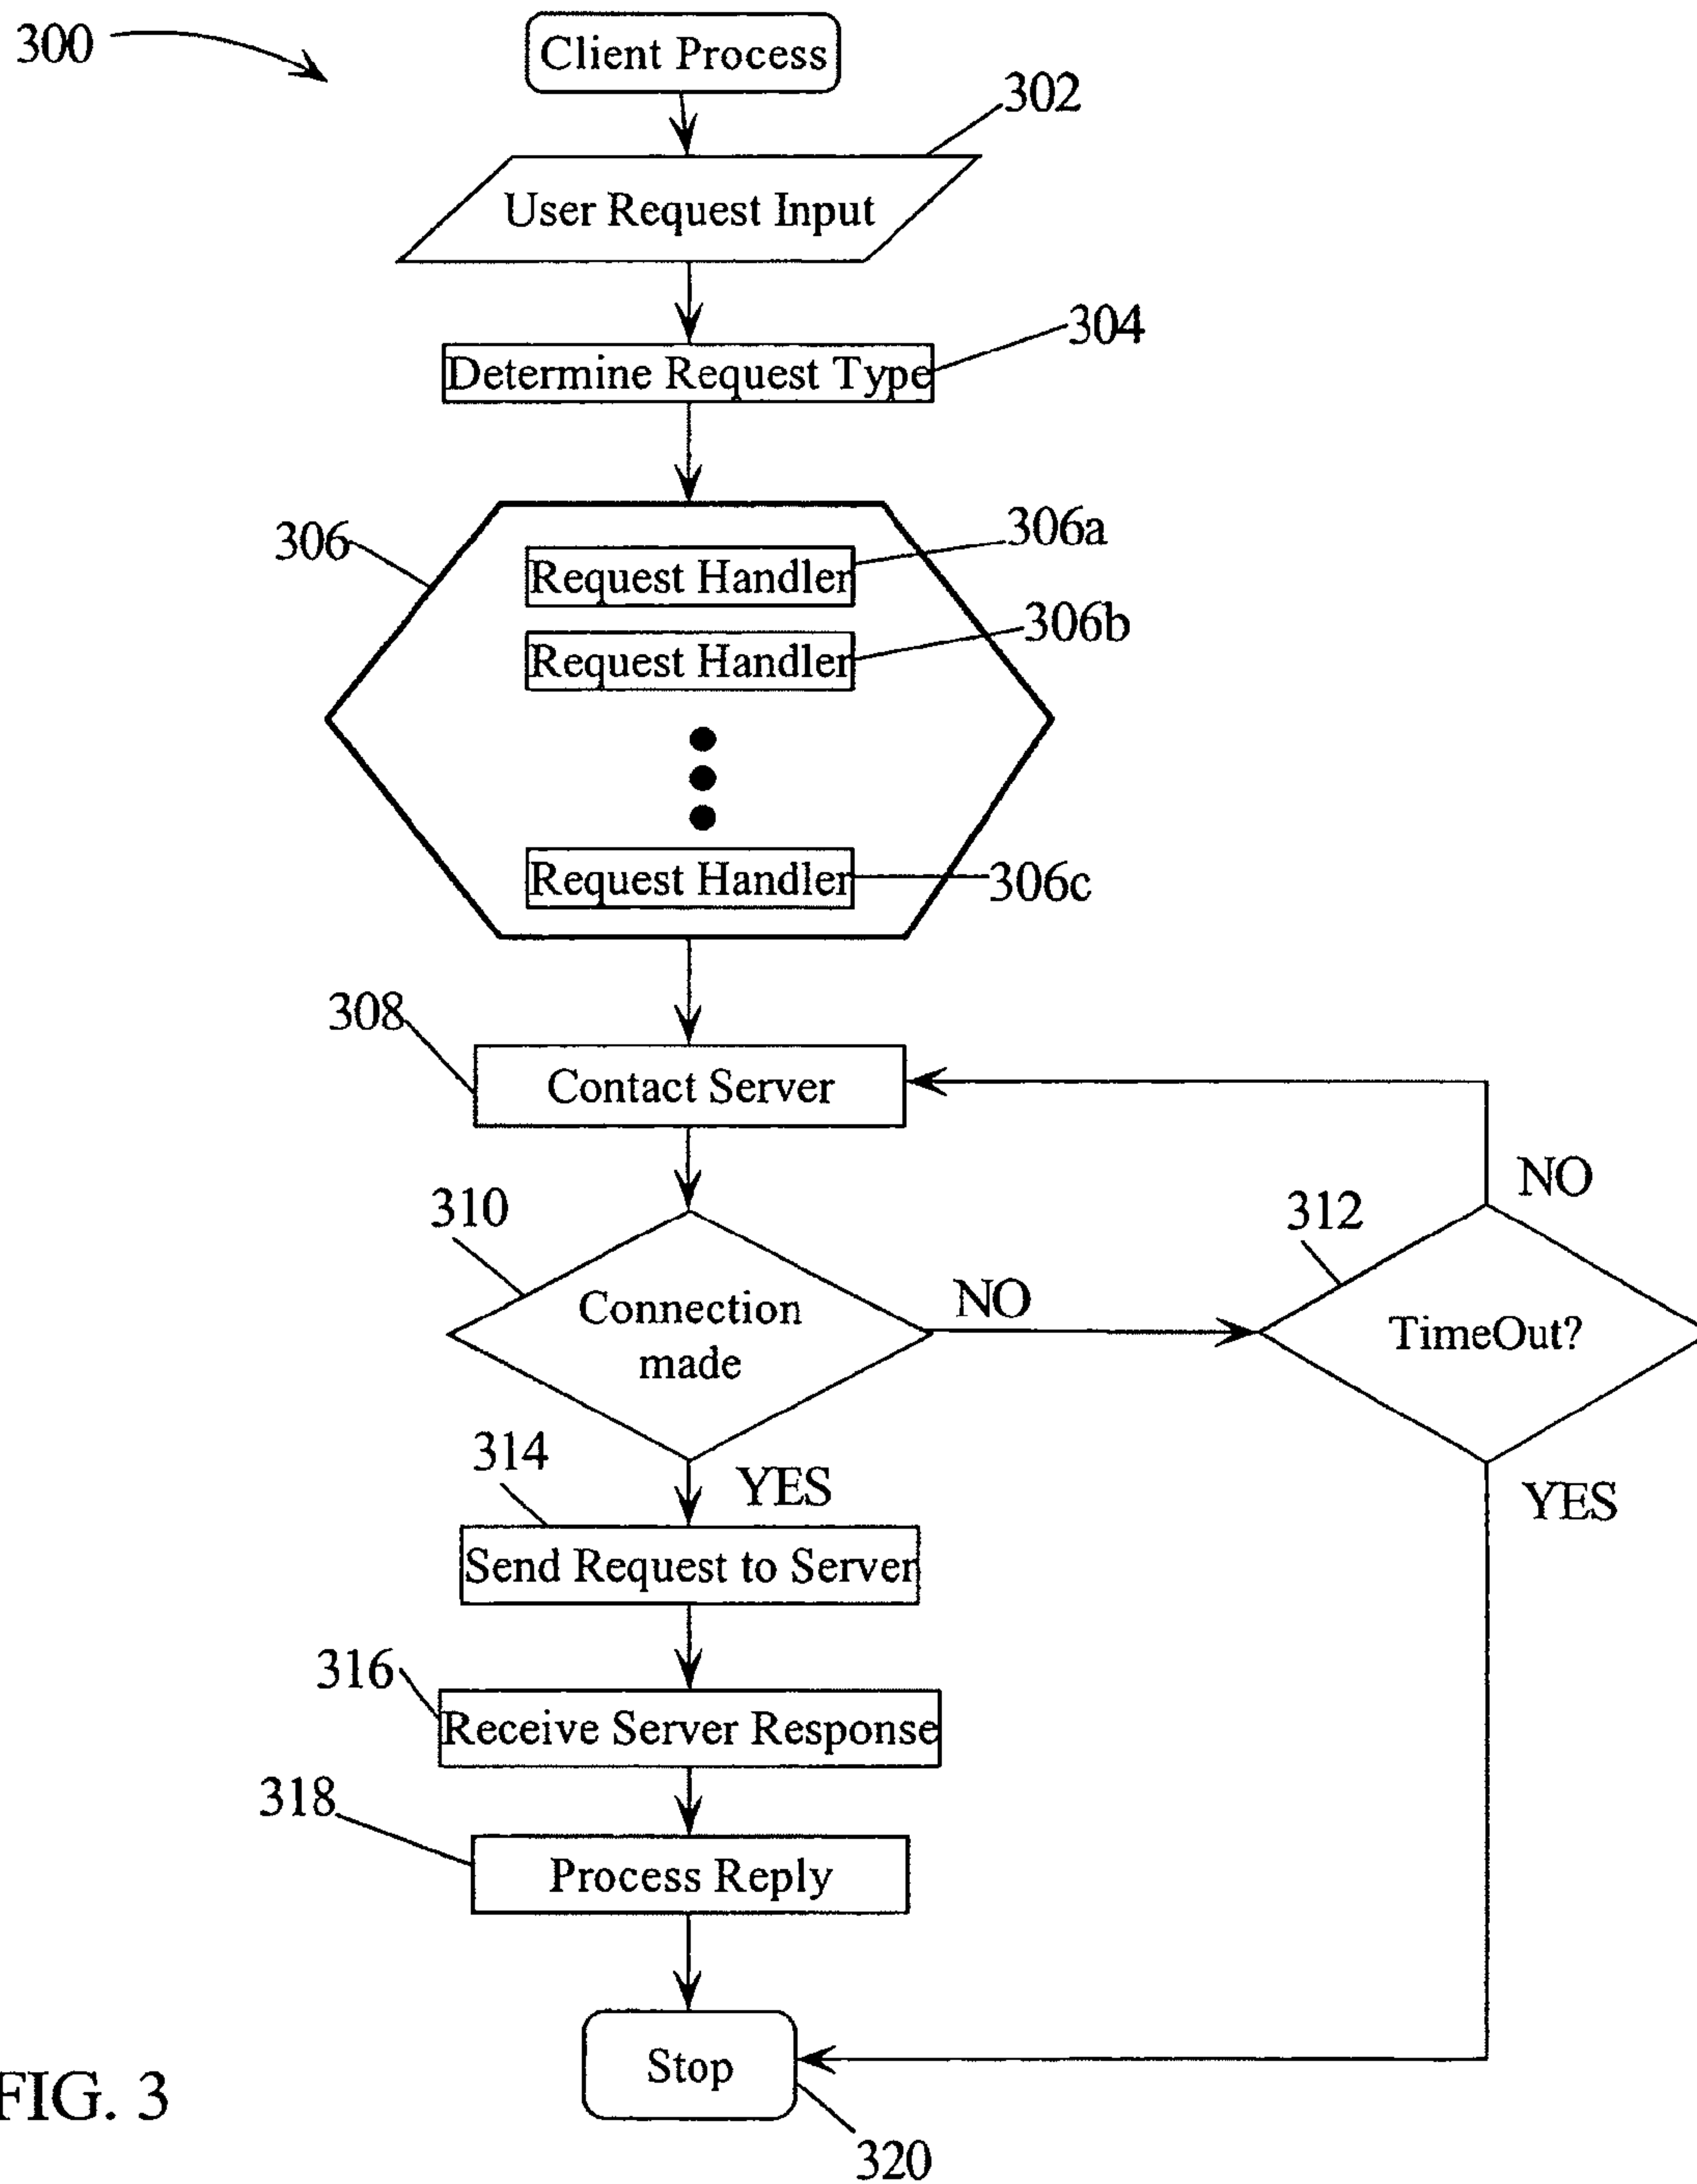 300
Client Process
302
User Request Input
304
Determine Request Type
306
306a
Request Handler
306b
Request Handler
Request Handler
306c
308
Contact Server
NO
310
312
Connection
made
NO
TimeOut?
314
YES
YES
Send Request to Server
316
Receive Server Response
318
Process Reply
Stop
FIG. 3
320